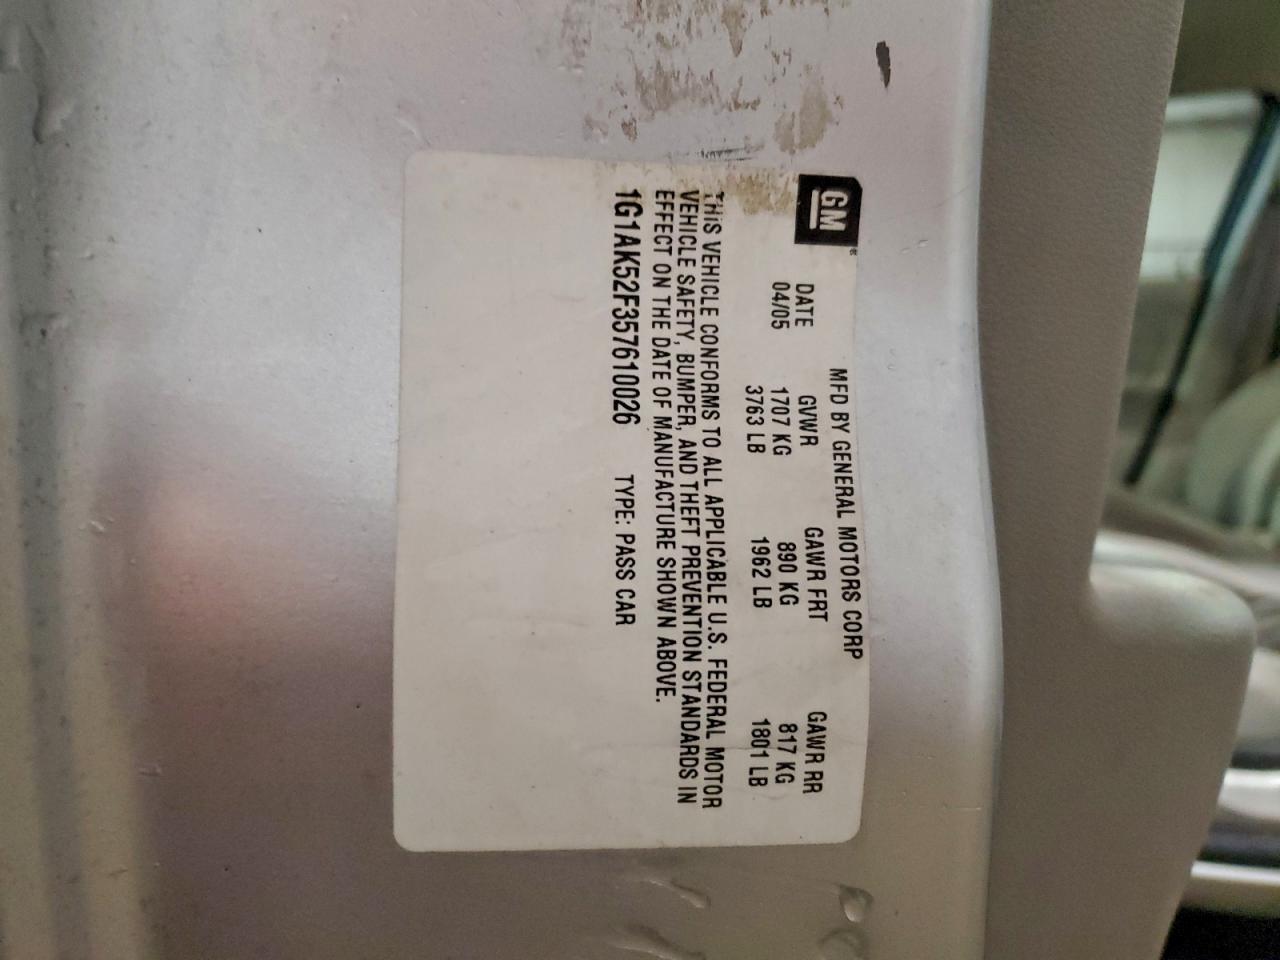 GM
MFD BY GENERAL MOTORS CORP
DATE GVWR GAWR FRT GAWR RR
04/05 1707 KG 890 KG 817 KG
3763 LB 1962 LB 1801 LB
THIS VEHICLE CONFORMS TO ALL APPLICABLE U.S. FEDERAL MOTOR
VEHICLE SAFETY, BUMPER, AND THEFT PREVENTION STANDARDS IN
EFFECT ON THE DATE OF MANUFACTURE SHOWN ABOVE.
1G1AK52F357610026 TYPE: PASS CAR